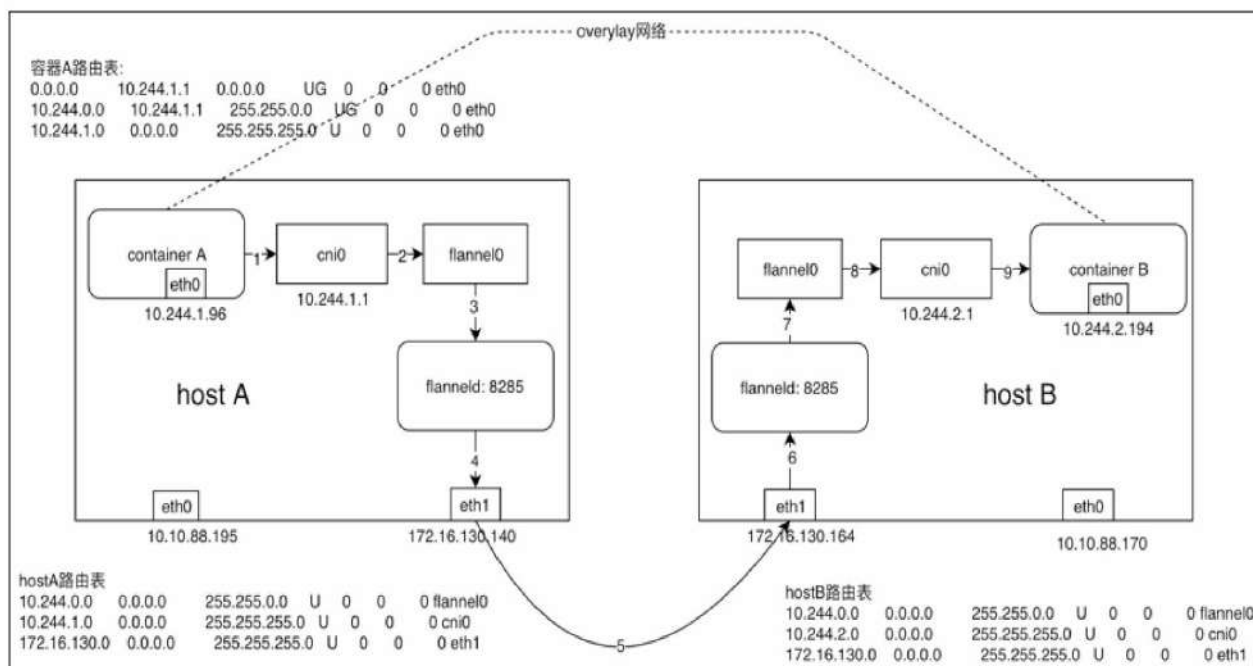 overylay网络
容器A路由表:
0.0.0.0 10.244.1.1 0.0.0.0 UG 0 0 0 eth0
10.244.0.0 10.244.1.1 255.255.0.0 UG 0 0 0 eth0
10.244.1.0 0.0.0.0 255.255.255.0 U 0 0 0 eth0
container A
eth0
10.244.1.96
1
cni0
10.244.1.1
2
flannel0
3
flanneld: 8285
host A
4
eth0
10.10.88.195
eth1
172.16.130.140
flannel0
8
cni0
10.244.2.1
9
container B
eth0
10.244.2.194
7
flanneld: 8285
host B
6
eth1
172.16.130.164
eth0
10.10.88.170
hostA路由表
10.244.0.0 0.0.0.0 255.255.0.0 U 0 0 0 flannel0
10.244.1.0 0.0.0.0 255.255.255.0 U 0 0 0 cni0
172.16.130.0 0.0.0.0 255.255.255.0 U 0 0 0 eth1
5
hostB路由表
10.244.0.0 0.0.0.0 255.255.0.0 U 0 0 0 flannel0
10.244.2.0 0.0.0.0 255.255.255.0 U 0 0 0 cni0
172.16.130.0 0.0.0.0 255.255.255.0 U 0 0 0 eth1